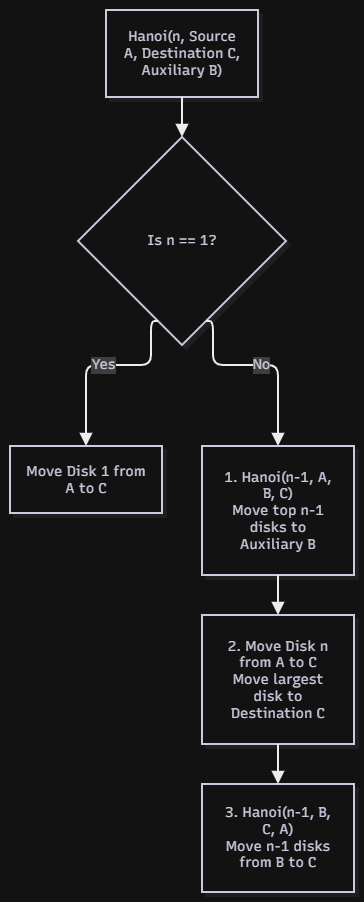 Hanoi(n, Source
A, Destination C,
Auxiliary B)
Is n == 1?
Yes
No
Move Disk 1 from
A to C
1. Hanoi(n-1, A,
B, C)
Move top n-1
disks to
Auxiliary B
2. Move Disk n
from A to C
Move largest
disk to
Destination C
3. Hanoi(n-1, B,
C, A)
Move n-1 disks
from B to C